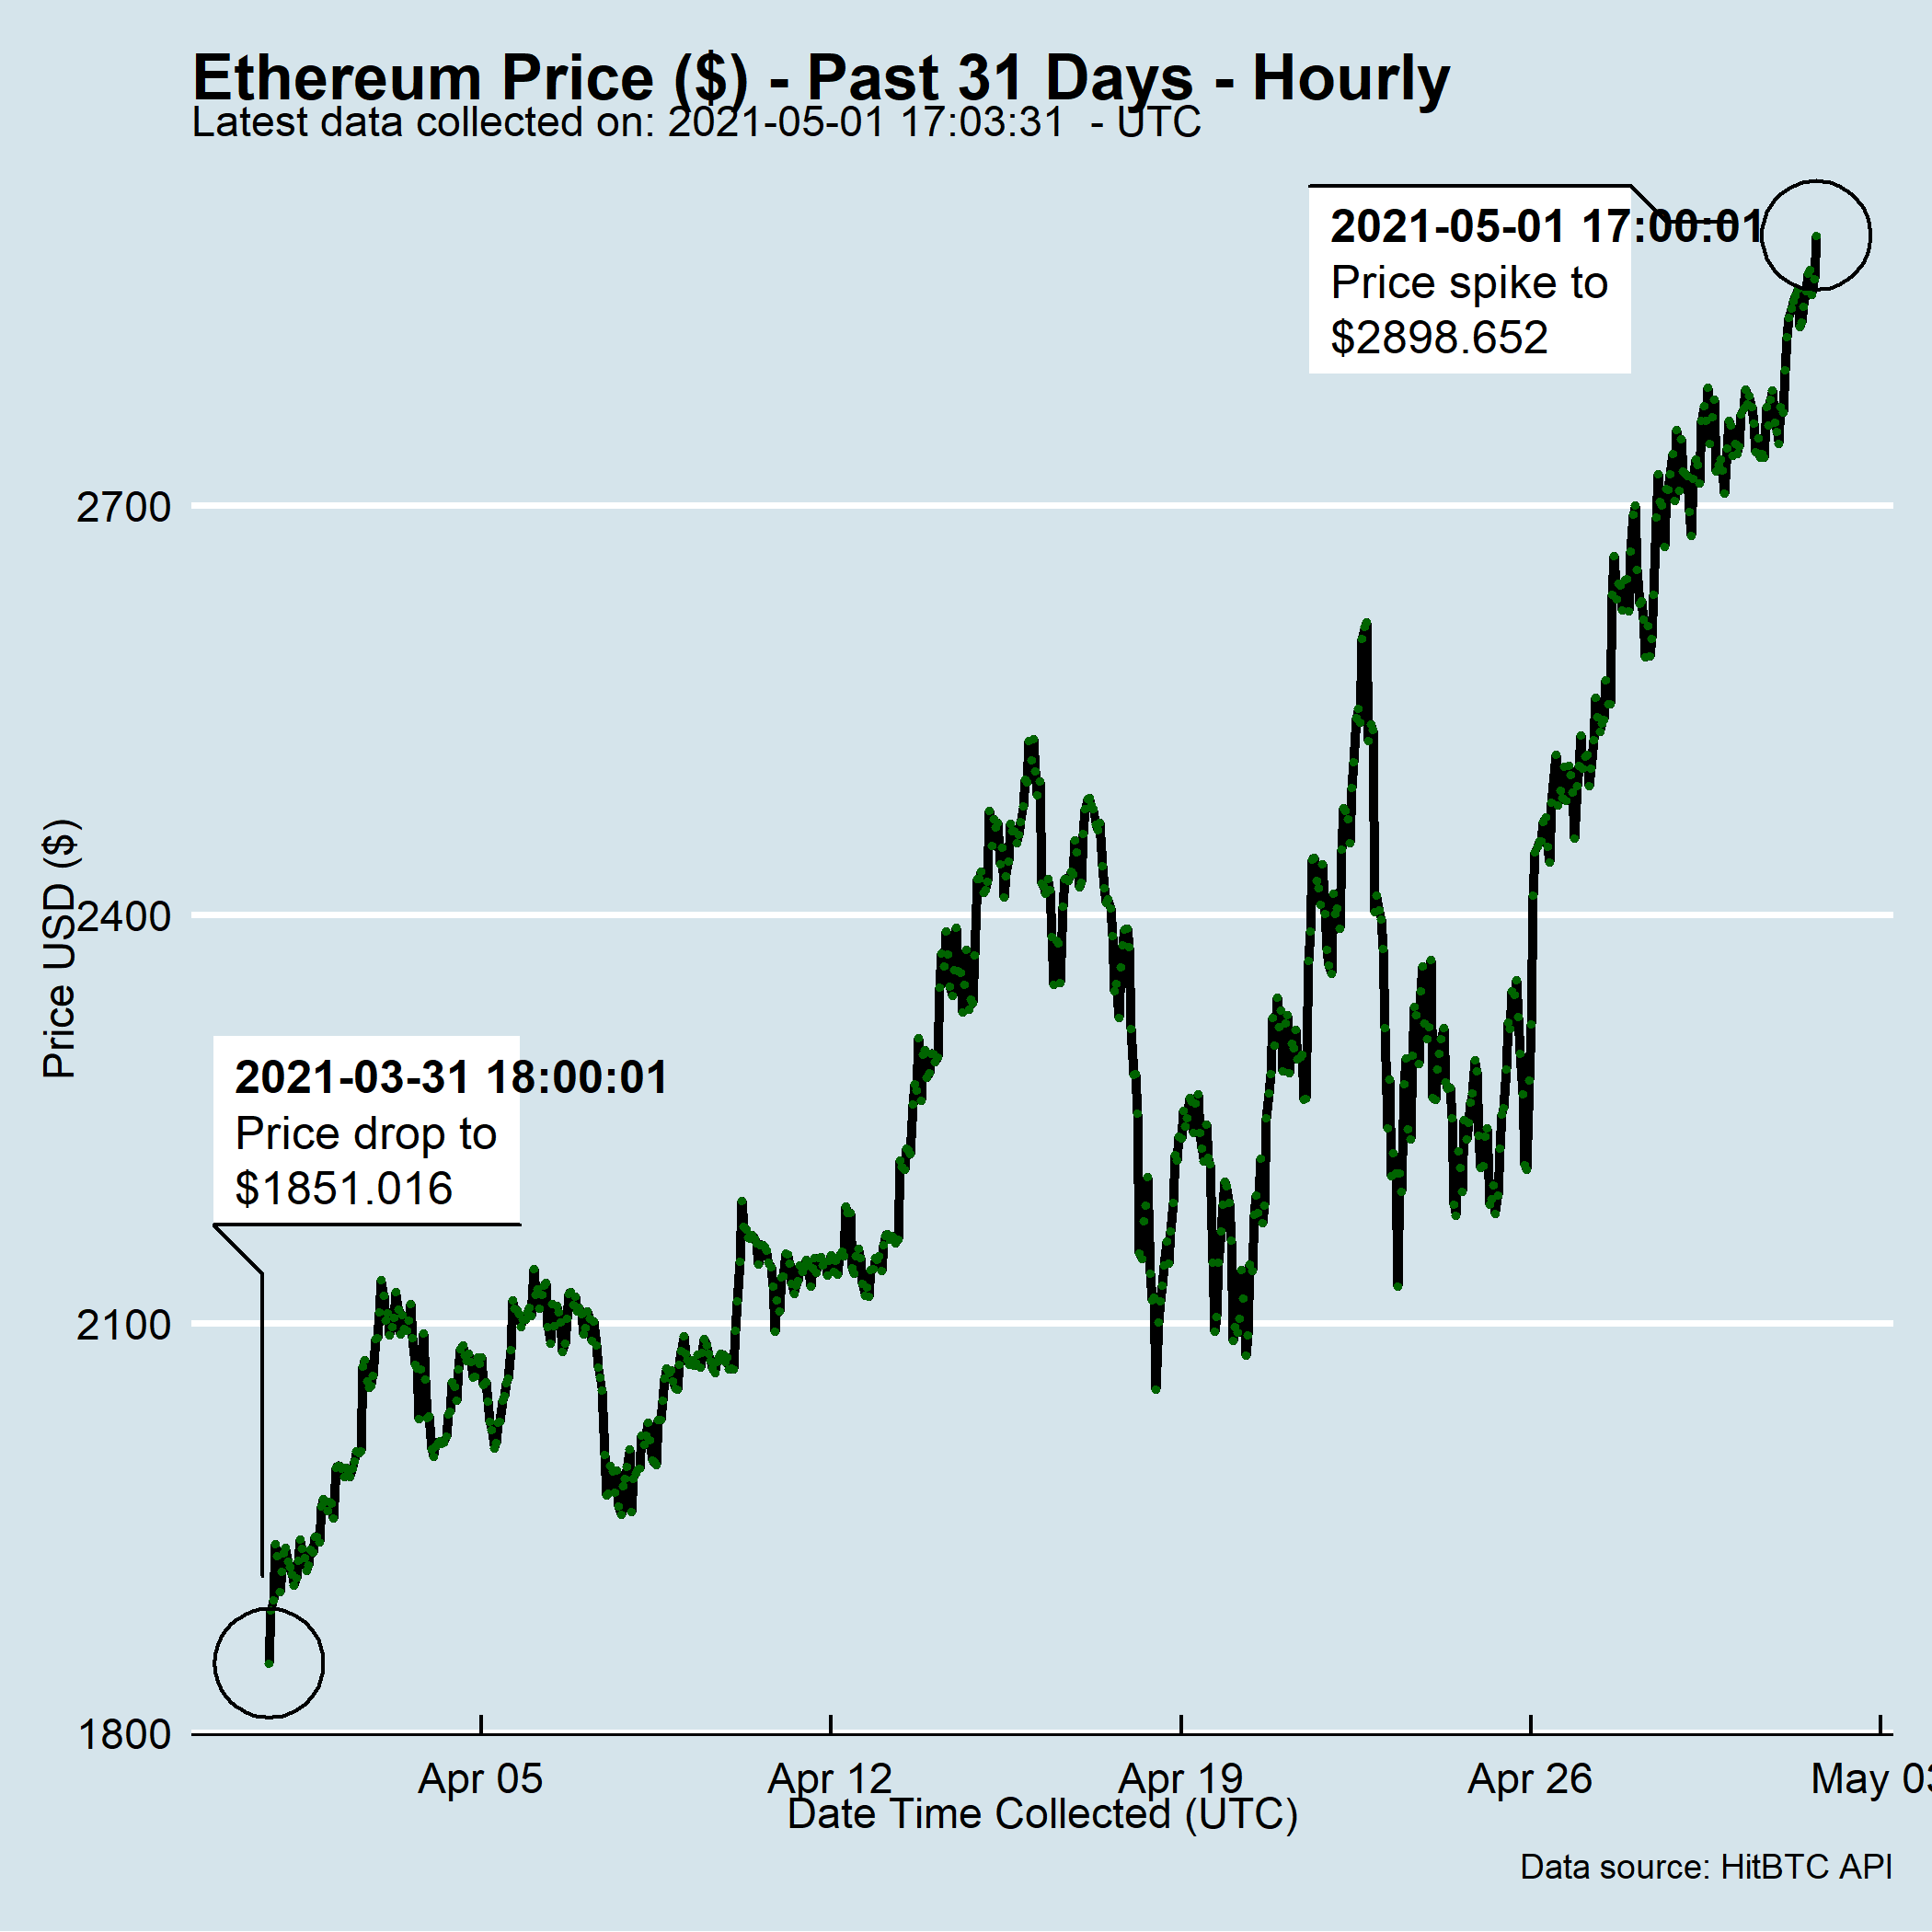 Ethereum Price ($) - Past 31 Days - Hourly
Latest data collected on: 2021-05-01 17:03:31  - UTC
2021-05-01 17:00:01
Price spike to
$2898.652
2700
2400
Price USD ($)
2021-03-31 18:00:01
Price drop to
$1851.016
2100
1800
Apr 05 Apr 12 Apr 19 Apr 26 May 03
Date Time Collected (UTC)
Data source: HitBTC API